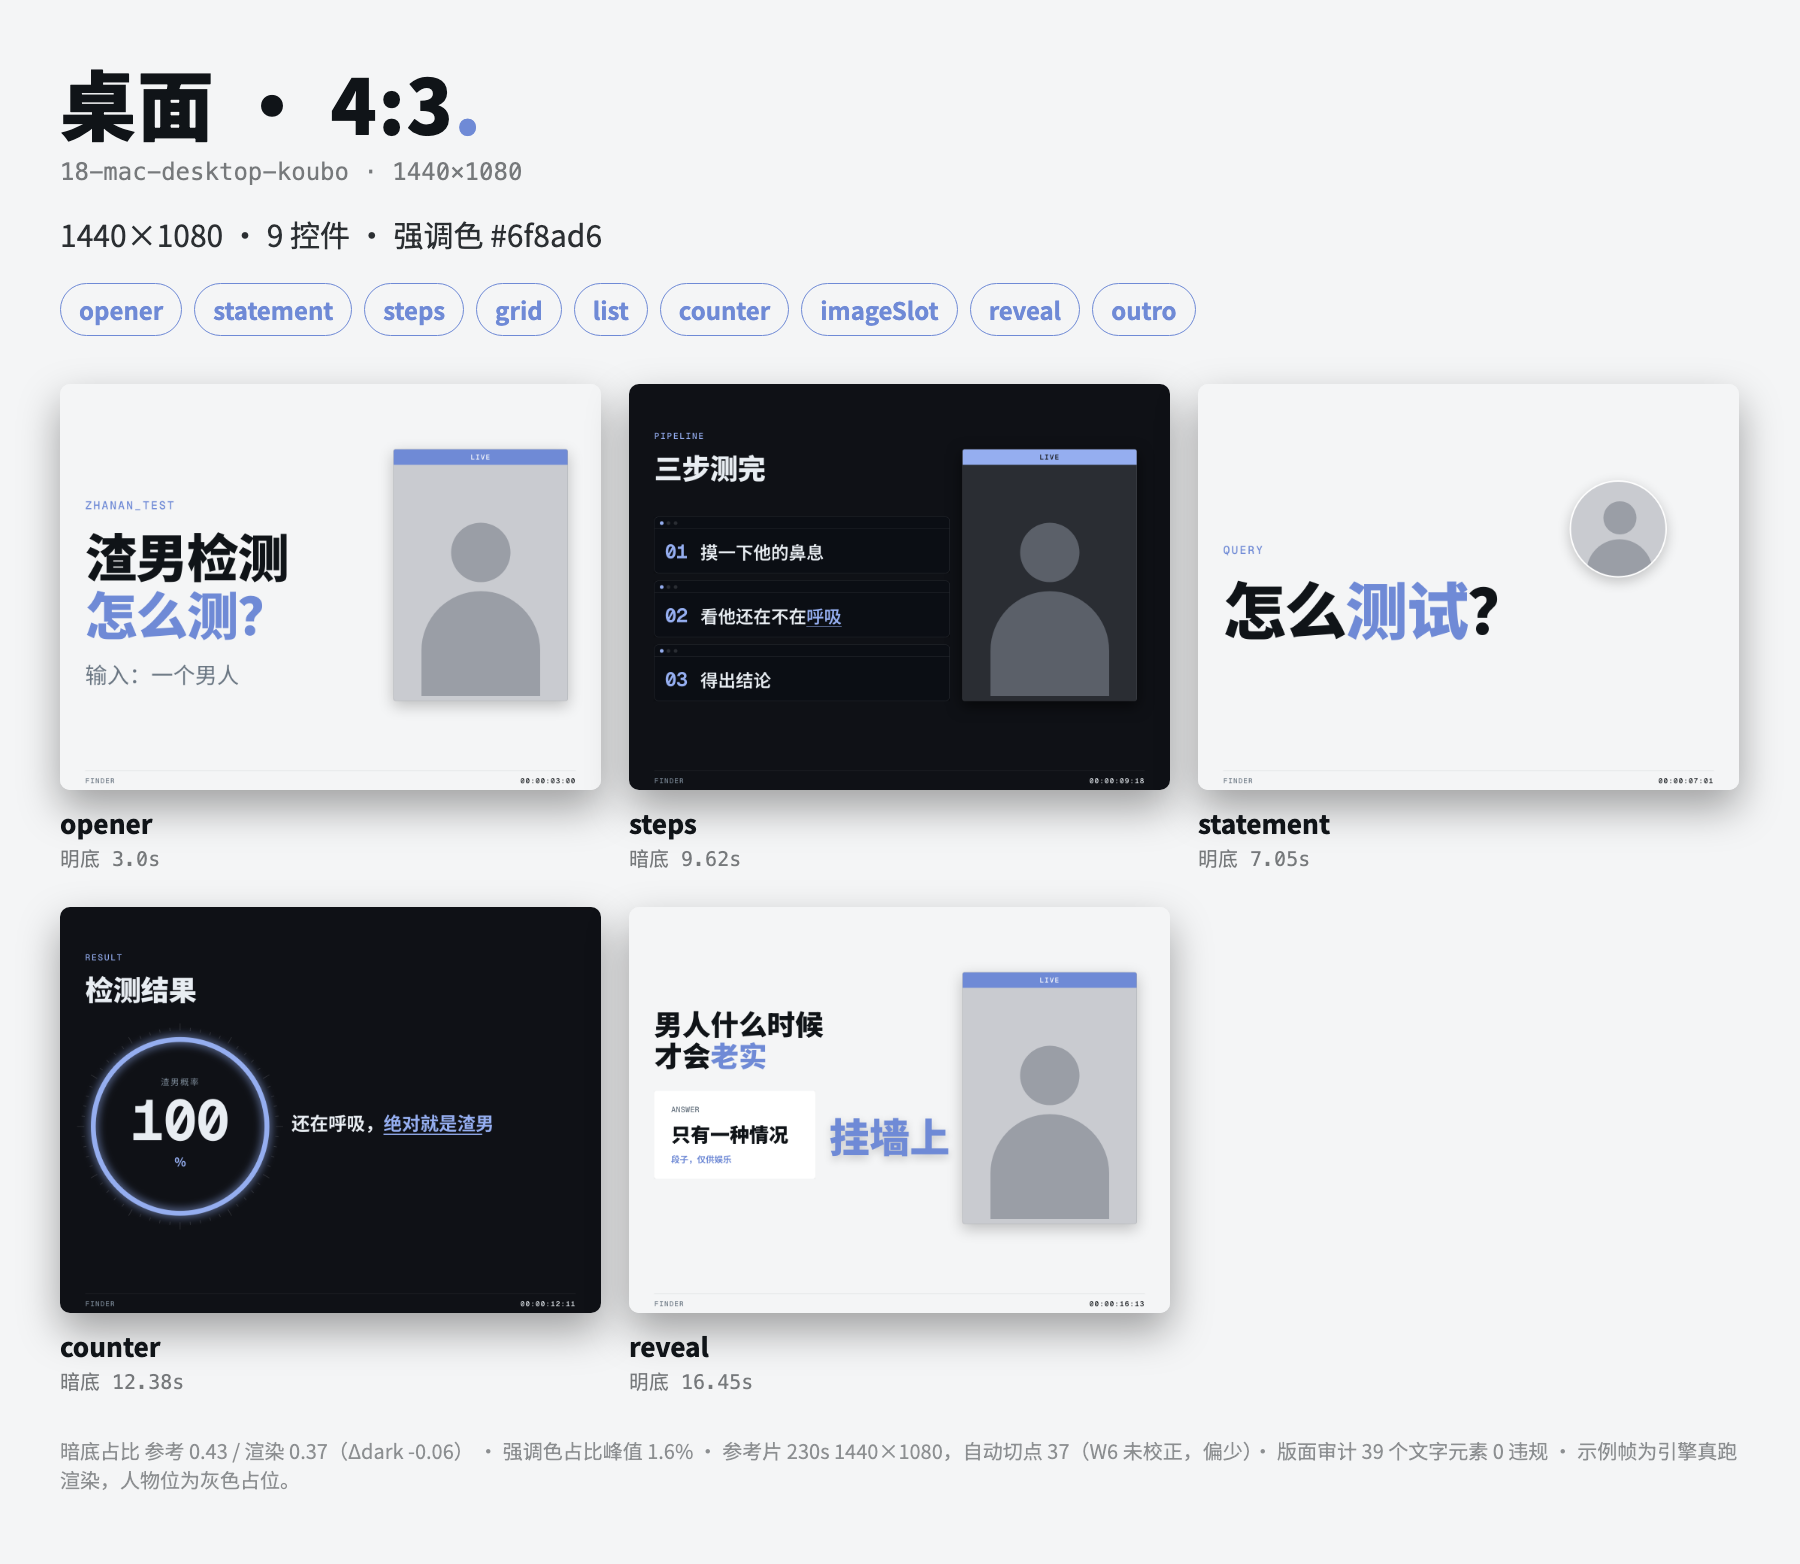 桌面 · 4:3.
18-mac-desktop-koubo · 1440×1080
1440×1080 · 9 控件 · 强调色 #6f8ad6
opener statement steps grid list counter imageSlot reveal outro
ZHANAN_TEST
渣男检测
怎么测?
输入：一个男人
LIVE
FINDER 00:00:03:00
opener
明底 3.0s
PIPELINE
三步测完
01 摸一下他的鼻息
02 看他还在不在呼吸
03 得出结论
LIVE
FINDER 00:00:09:18
steps
暗底 9.62s
QUERY
怎么测试?
FINDER 00:00:07:01
statement
明底 7.05s
RESULT
检测结果
渣男概率
100
%
还在呼吸，绝对就是渣男
FINDER 00:00:12:11
counter
暗底 12.38s
男人什么时候
才会老实
ANSWER
只有一种情况
段子，仅供娱乐
挂墙上
LIVE
FINDER 00:00:16:13
reveal
明底 16.45s
暗底占比 参考 0.43 / 渲染 0.37（Δdark -0.06） · 强调色占比峰值 1.6% · 参考片 230s 1440×1080，自动切点 37（W6 未校正，偏少）· 版面审计 39 个文字元素 0 违规 · 示例帧为引擎真跑
渲染，人物位为灰色占位。